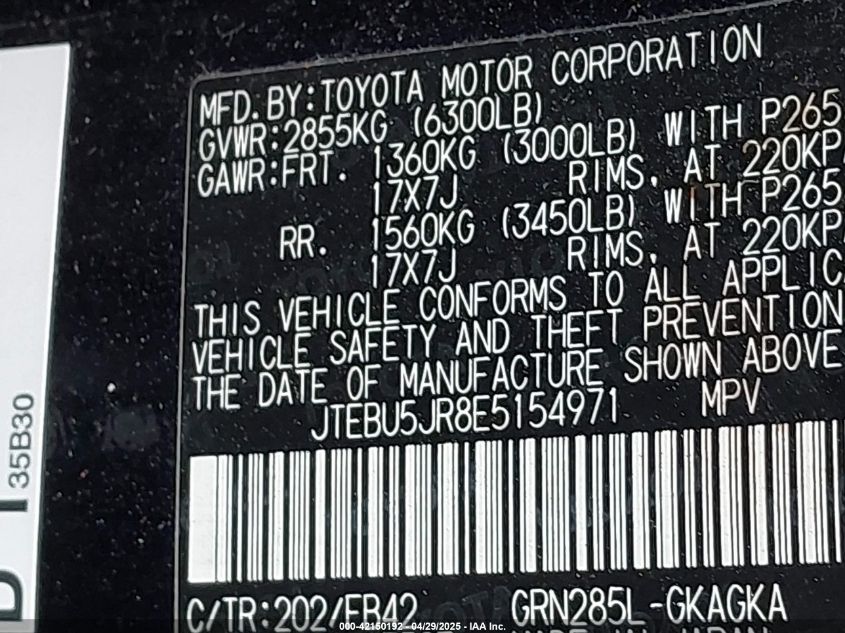 MFD.BY:TOYOTA MOTOR CORPORATION
GVWR:2855KG (6300LB)
GAWR:FRT. 1360KG (3000LB) WITH P265
17X7J RIMS, AT 220KP
RR. 1560KG (3450LB) WITH P265
17X7J RIMS, AT 220KP
THIS VEHICLE CONFORMS TO ALL APPLIC
VEHICLE SAFETY AND THEFT PREVENTION
THE DATE OF MANUFACTURE SHOWN ABOVE
JTEBU5JR8E5154971 MPV
C/TR:202/FB42 GRN285L-GKAGKA
35B30
000-42150192 - 04/29/2025 - IAA Inc.